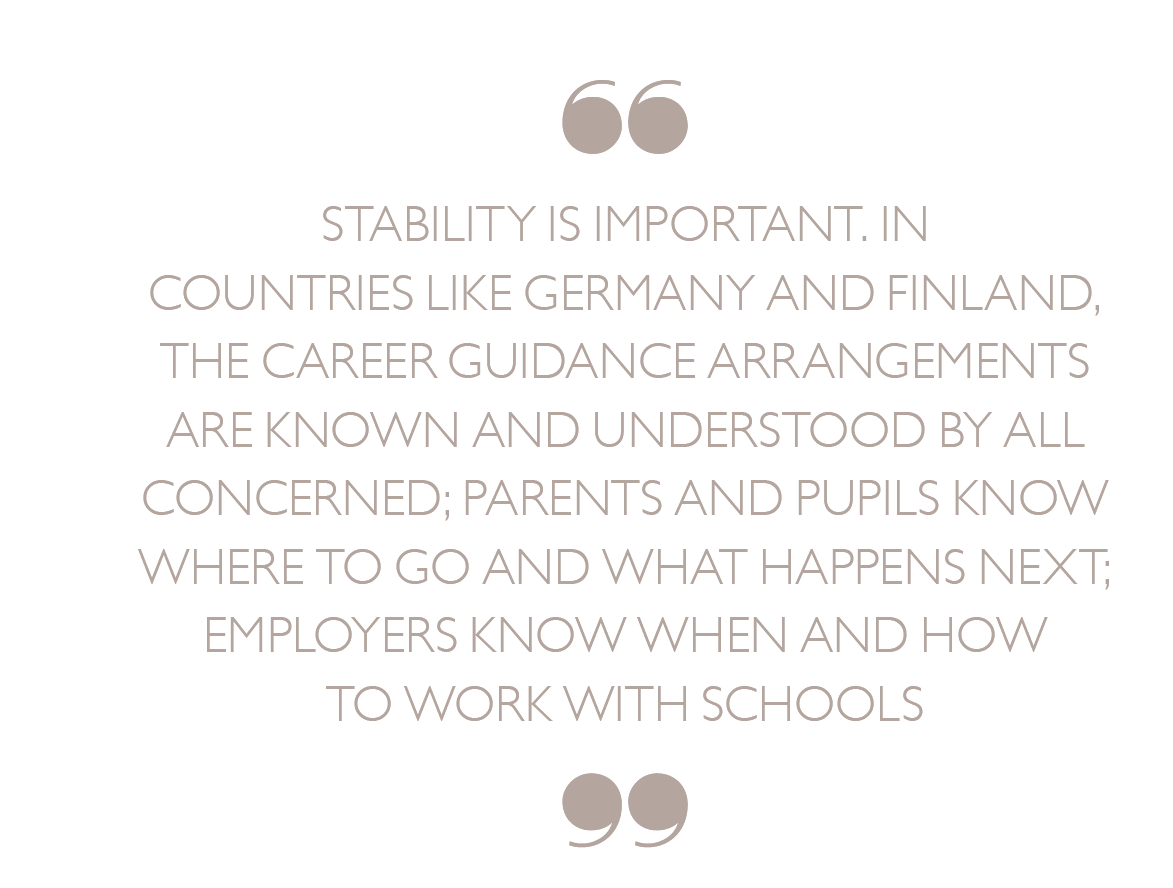 “
STABILITY IS IMPORTANT. IN
COUNTRIES LIKE GERMANY AND FINLAND,
THE CAREER GUIDANCE ARRANGEMENTS
ARE KNOWN AND UNDERSTOOD BY ALL
CONCERNED; PARENTS AND PUPILS KNOW
WHERE TO GO AND WHAT HAPPENS NEXT;
EMPLOYERS KNOW WHEN AND HOW
TO WORK WITH SCHOOLS
”